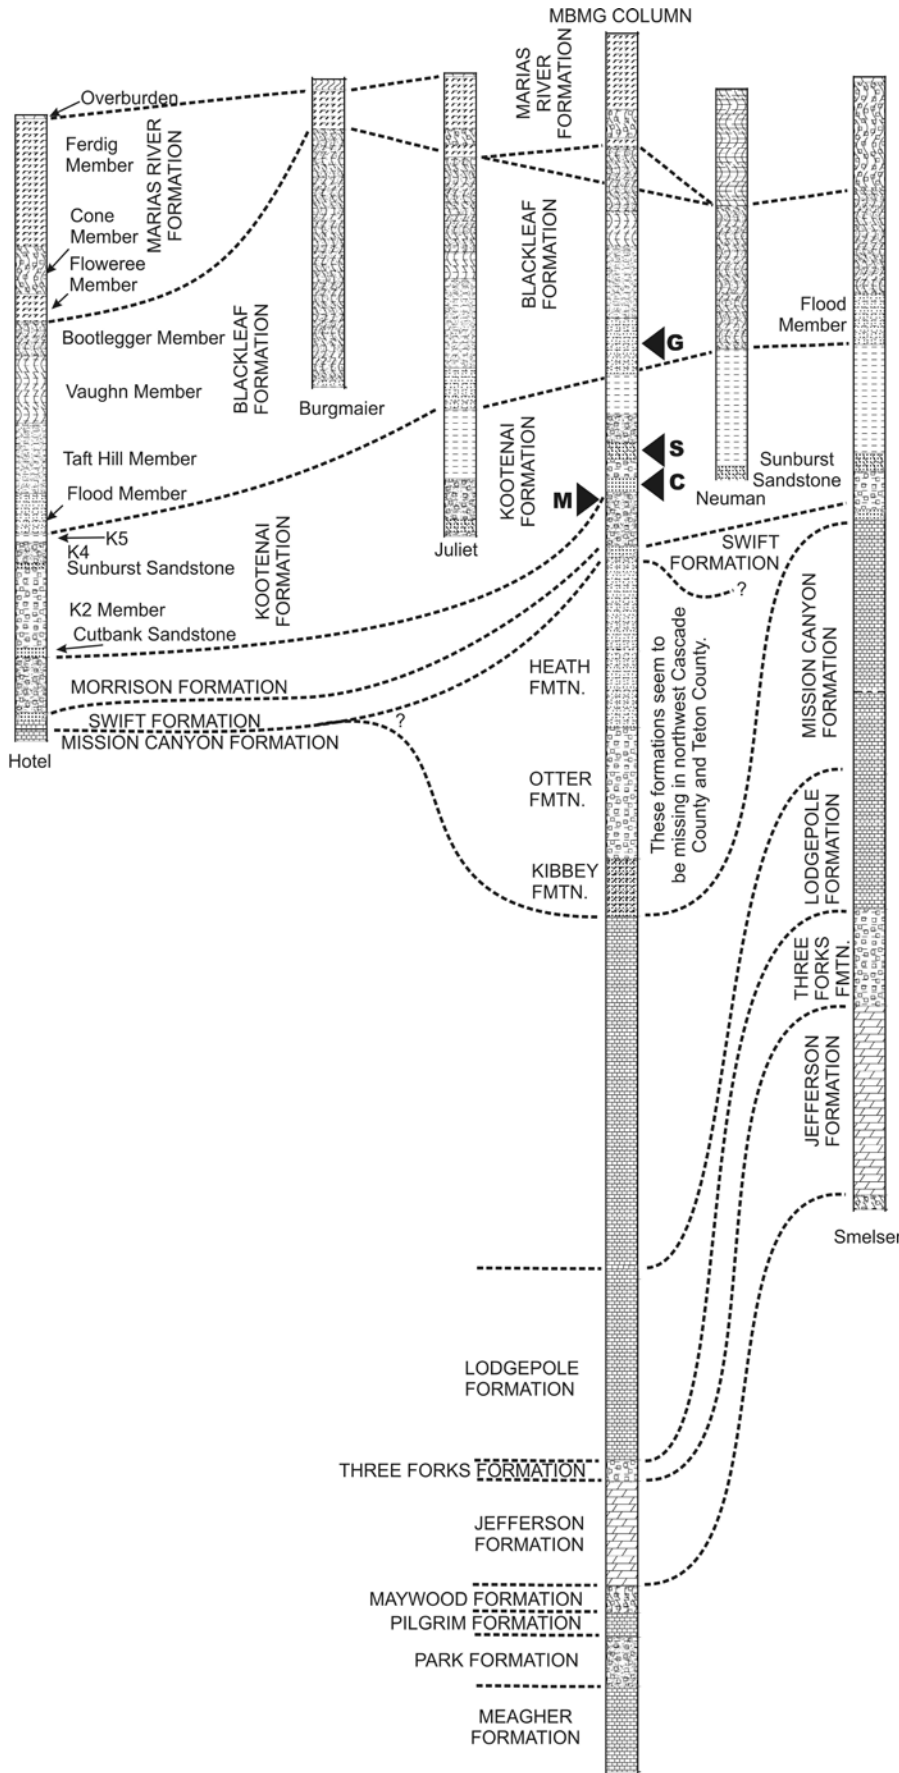 MBMG COLUMN
Overburden
Ferdig
Member
MARIAS RIVER
FORMATION
Cone
Member
Floweree
Member
Bootlegger Member
BLACKLEAF
FORMATION
Vaughn Member
Taft Hill Member
Flood Member
K5
K4
Sunburst Sandstone
KOOTENAI
FORMATION
K2 Member
Cutbank Sandstone
MORRISON FORMATION
SWIFT FORMATION
MISSION CANYON FORMATION
Hotel
?
Burgmaier
Juliet
MARIAS
RIVER
FORMATION
BLACKLEAF
FORMATION
G
KOOTENAI
FORMATION
S
C
M
Neuman
Flood
Member
Sunburst
Sandstone
SWIFT
FORMATION
?
HEATH
FMTN.
OTTER
FMTN.
KIBBEY
FMTN.
These formations seem to
be missing in northwest Cascade
County and Teton County.
MISSION CANYON
FORMATION
LODGEPOLE
FORMATION
THREE
FORKS
FMTN.
JEFFERSON
FORMATION
Smelser
LODGEPOLE
FORMATION
THREE FORKS FORMATION
JEFFERSON
FORMATION
MAYWOOD FORMATION
PILGRIM FORMATION
PARK FORMATION
MEAGHER
FORMATION